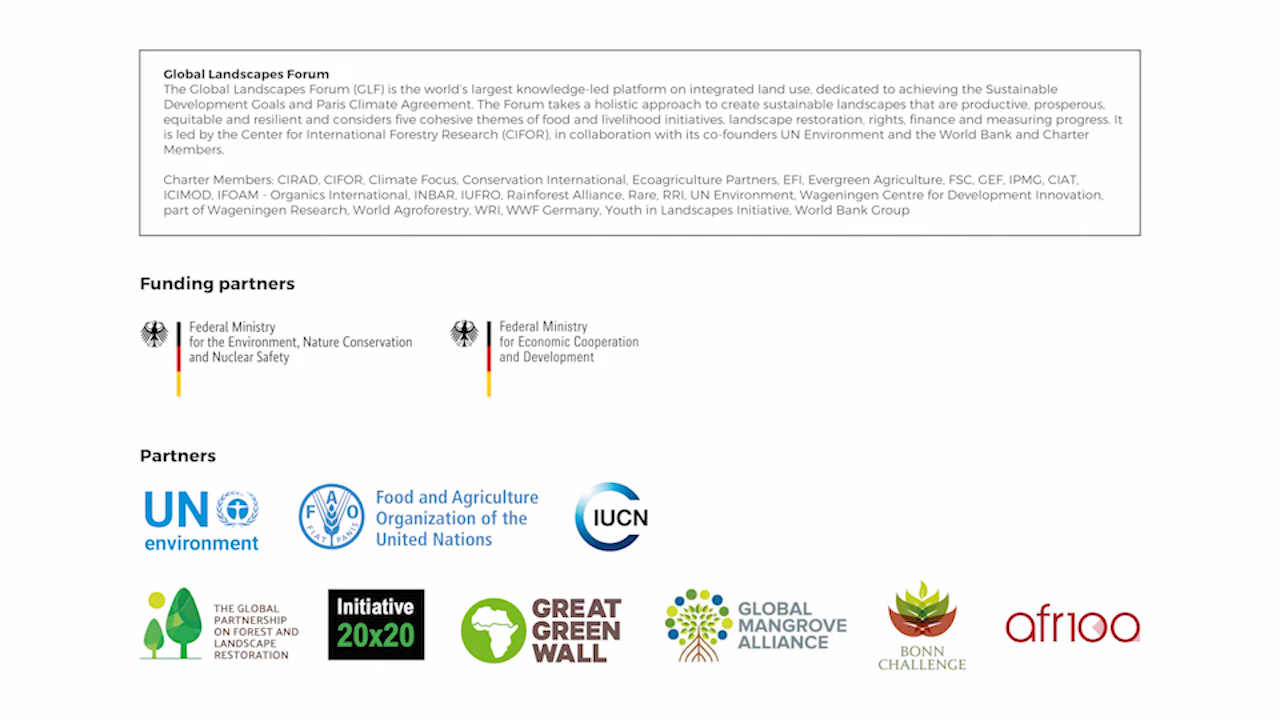 Global Landscapes Forum
The Global Landscapes Forum (GLF) is the world's largest knowledge-led platform on integrated land use, dedicated to achieving the Sustainable
Development Goals and Paris Climate Agreement. The Forum takes a holistic approach to create sustainable landscapes that are productive, prosperous,
equitable and resilient and considers five cohesive themes of food and livelihood initiatives, landscape restoration, rights, finance and measuring progress. It
is led by the Center for International Forestry Research (CIFOR), in collaboration with its co-founders UN Environment and the World Bank and Charter
Members.
Charter Members: CIRAD, CIFOR, Climate Focus, Conservation International, Ecoagriculture Partners, EFI, Evergreen Agriculture, FSC, GEF, IPMG, CIAT,
ICIMOD, IFOAM - Organics International, INBAR, IUFRO, Rainforest Alliance, Rare, RRI, UN Environment, Wageningen Centre for Development Innovation,
part of Wageningen Research, World Agroforestry, WRI, WWF Germany, Youth in Landscapes Initiative, World Bank Group
Funding partners
Federal Ministry
for the Environment, Nature Conservation
and Nuclear Safety
Federal Ministry
for Economic Cooperation
and Development
Partners
UN
environment
F A O
FIAT PANIS
Food and Agriculture
Organization of the
United Nations
IUCN
THE GLOBAL
PARTNERSHIP
ON FOREST AND
LANDSCAPE
RESTORATION
Initiative
20x20
GREAT
GREEN
WALL
GLOBAL
MANGROVE
ALLIANCE
BONN
CHALLENGE
afr100